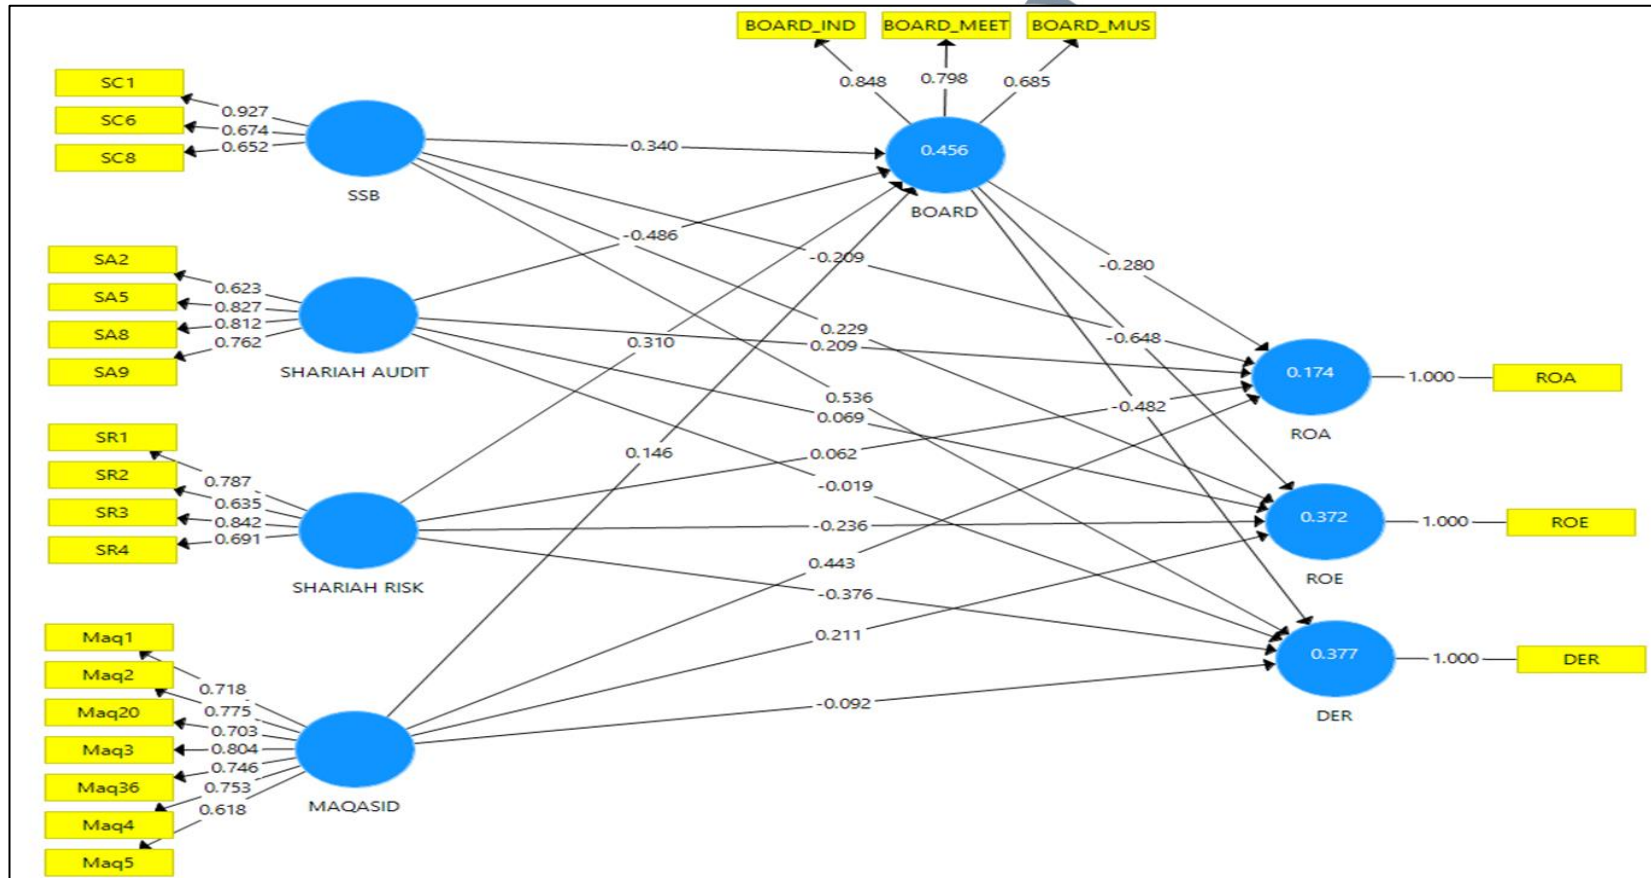 BOARD_IND
BOARD_MEET
BOARD_MUS
0.848
0.798
0.685
SC1
SC6
SC8
0.927
0.674
0.652
SSB
0.340
0.456
BOARD
SA2
SA5
SA8
SA9
0.623
0.827
0.812
0.762
SHARIAH AUDIT
-0.486
-0.209
-0.280
0.310
0.229
0.209
-0.648
0.174
1.000
ROA
ROA
SR1
SR2
SR3
SR4
0.787
0.635
0.842
0.691
SHARIAH RISK
0.146
0.536
0.069
-0.482
0.062
-0.019
-0.236
0.372
1.000
ROE
ROE
0.443
-0.376
0.211
Maq1
Maq2
Maq20
Maq3
Maq36
Maq4
Maq5
0.718
0.775
0.703
0.804
0.746
0.753
0.618
MAQASID
-0.092
0.377
1.000
DER
DER